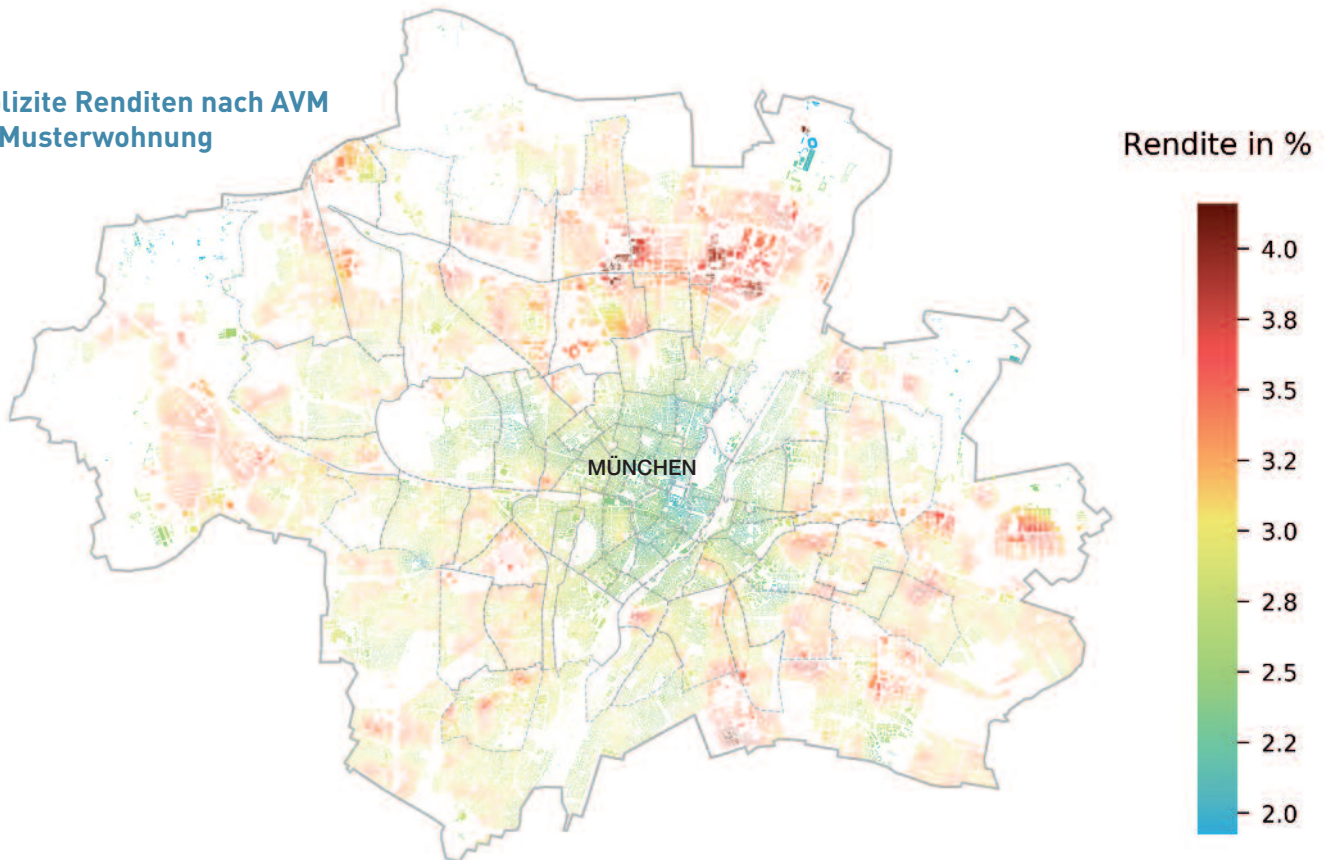 lizite Renditen nach AVM
Musterwohnung
Rendite in %
4.0
3.8
3.5
3.2
3.0
2.8
2.5
2.2
2.0
MÜNCHEN